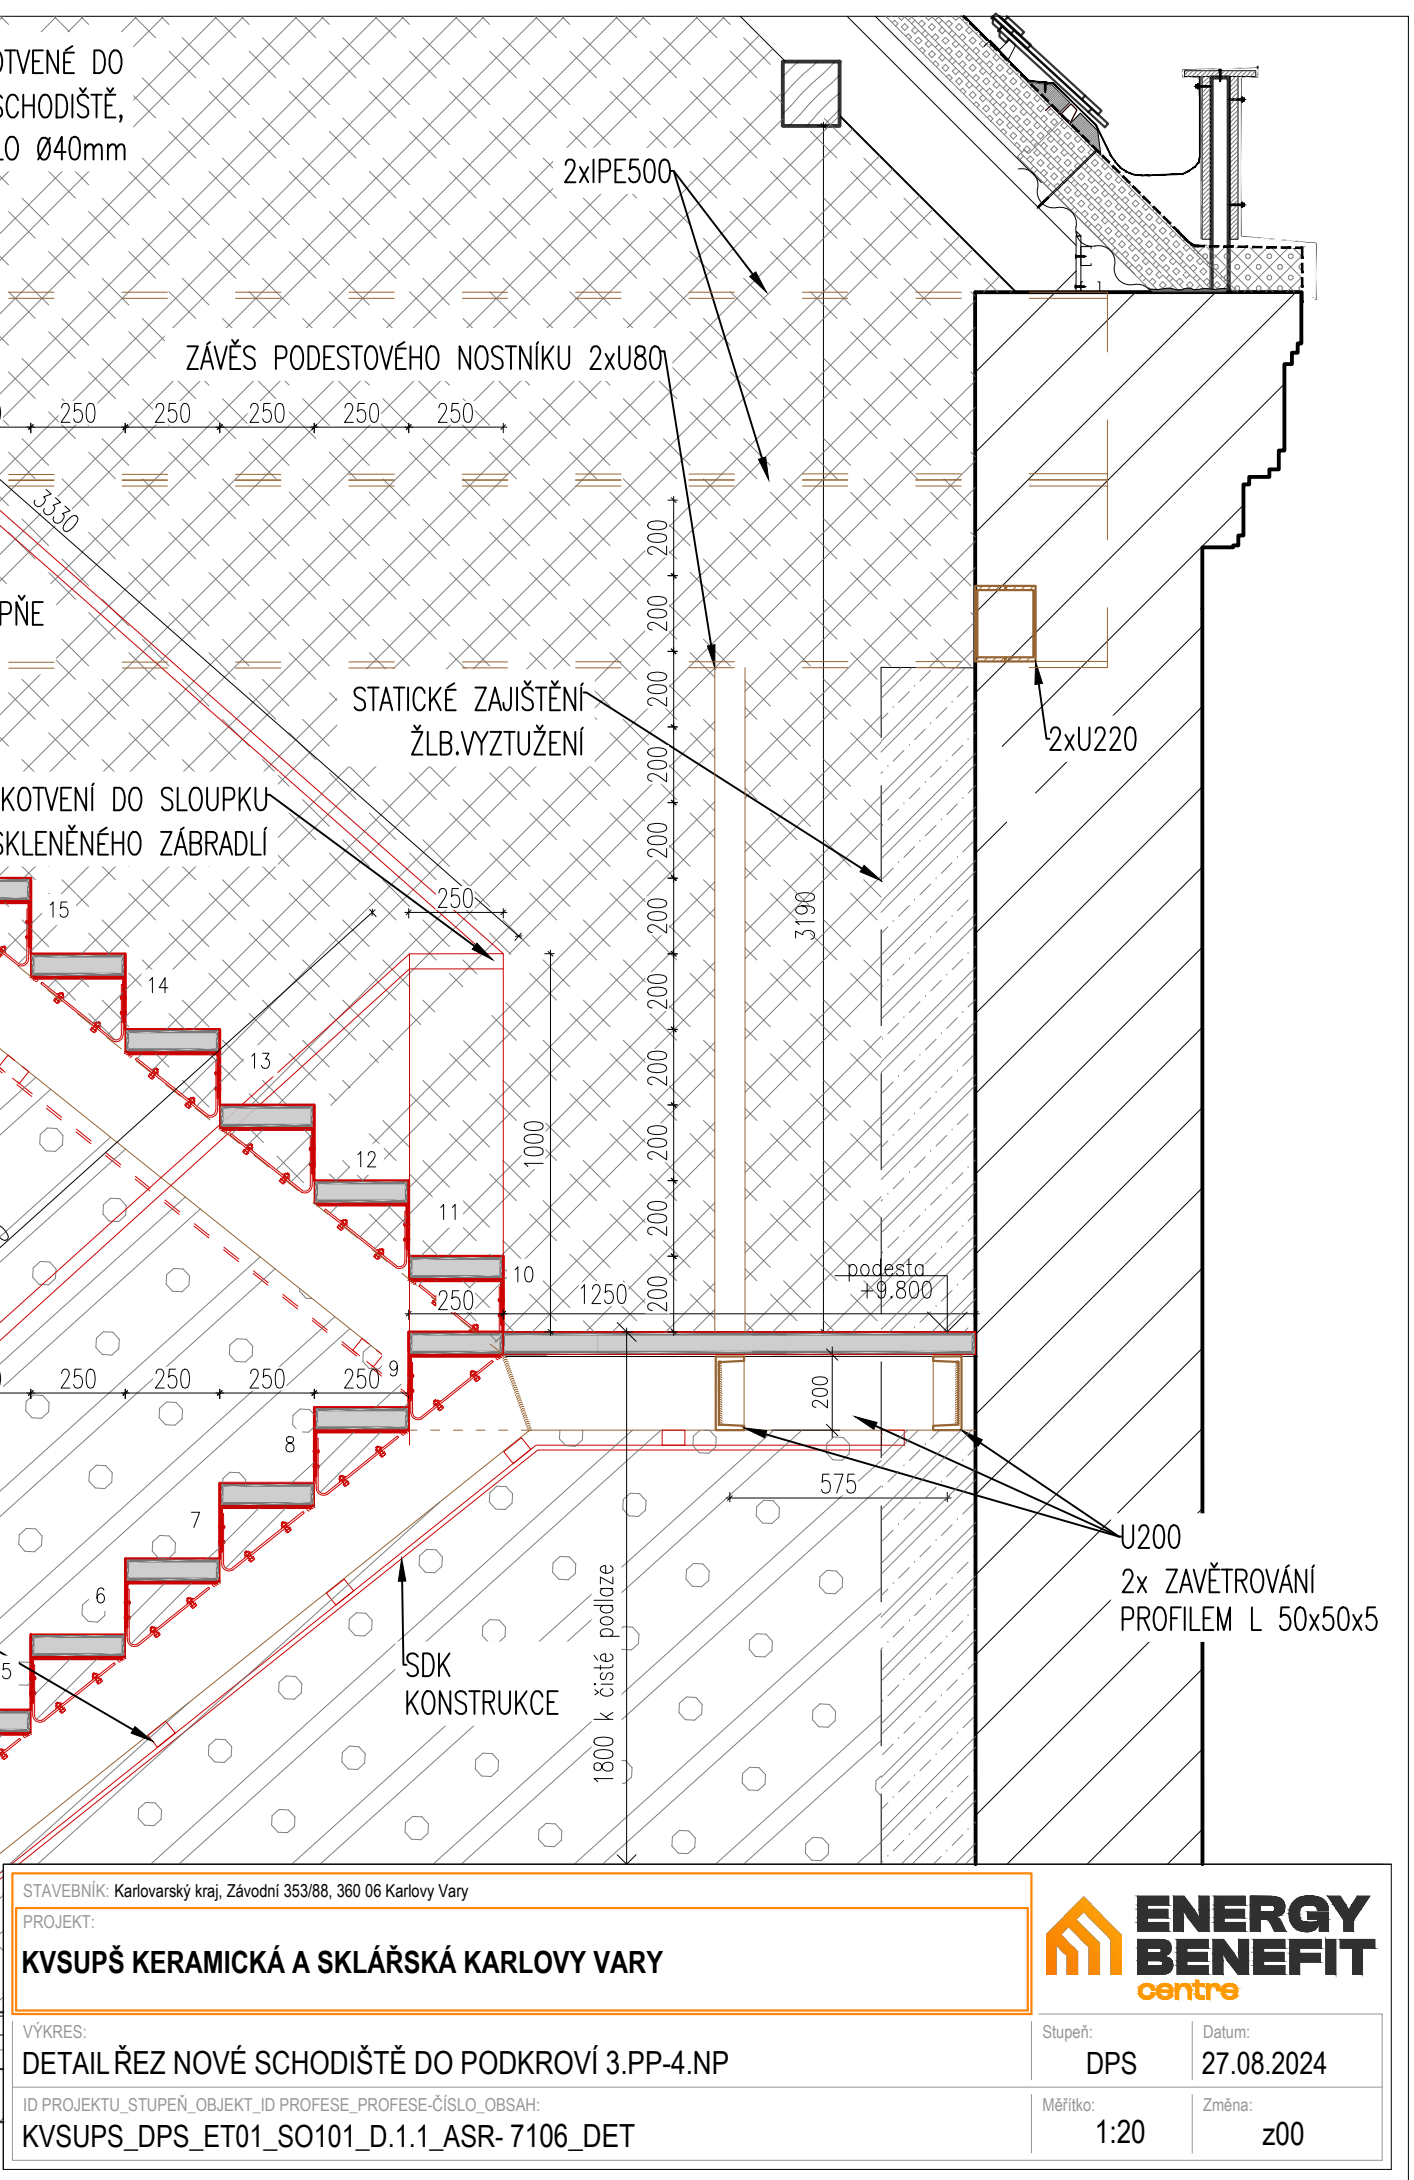 OTVENÉ DO
SCHODIŠTĚ,
LO Ø40mm
2xIPE500
ZÁVĚS PODESTOVÉHO NOSTNÍKU 2xU80
250 250 250 250 250
3330
PŇE
STATICKÉ ZAJIŠTĚNÍ
ŽLB.VYZTUŽENÍ
2xU220
KOTVENÍ DO SLOUPKU
SKLENĚNÉHO ZÁBRADLÍ
200
200
200
200
200
200
200
200
200
200
200
3190
250
1000
15
14
13
12
11
10
podesta
+9.800
250
1250
9
250 250 250 250
200
8
575
7
6
5
U200
2x ZAVĚTROVÁNÍ
PROFILEM L 50x50x5
SDK
KONSTRUKCE
1800 k čisté podlaze
STAVEBNÍK: Karlovarský kraj, Závodní 353/88, 360 06 Karlovy Vary
PROJEKT:
KVSUPŠ KERAMICKÁ A SKLÁŘSKÁ KARLOVY VARY
ENERGY
BENEFIT
centre
VÝKRES:
DETAIL ŘEZ NOVÉ SCHODIŠTĚ DO PODKROVÍ 3.PP-4.NP
Stupeň:
DPS
Datum:
27.08.2024
ID PROJEKTU_STUPEŇ_OBJEKT_ID PROFESE_PROFESE-ČÍSLO_OBSAH:
KVSUPS_DPS_ET01_SO101_D.1.1_ASR- 7106_DET
Měřítko:
1:20
Změna:
z00